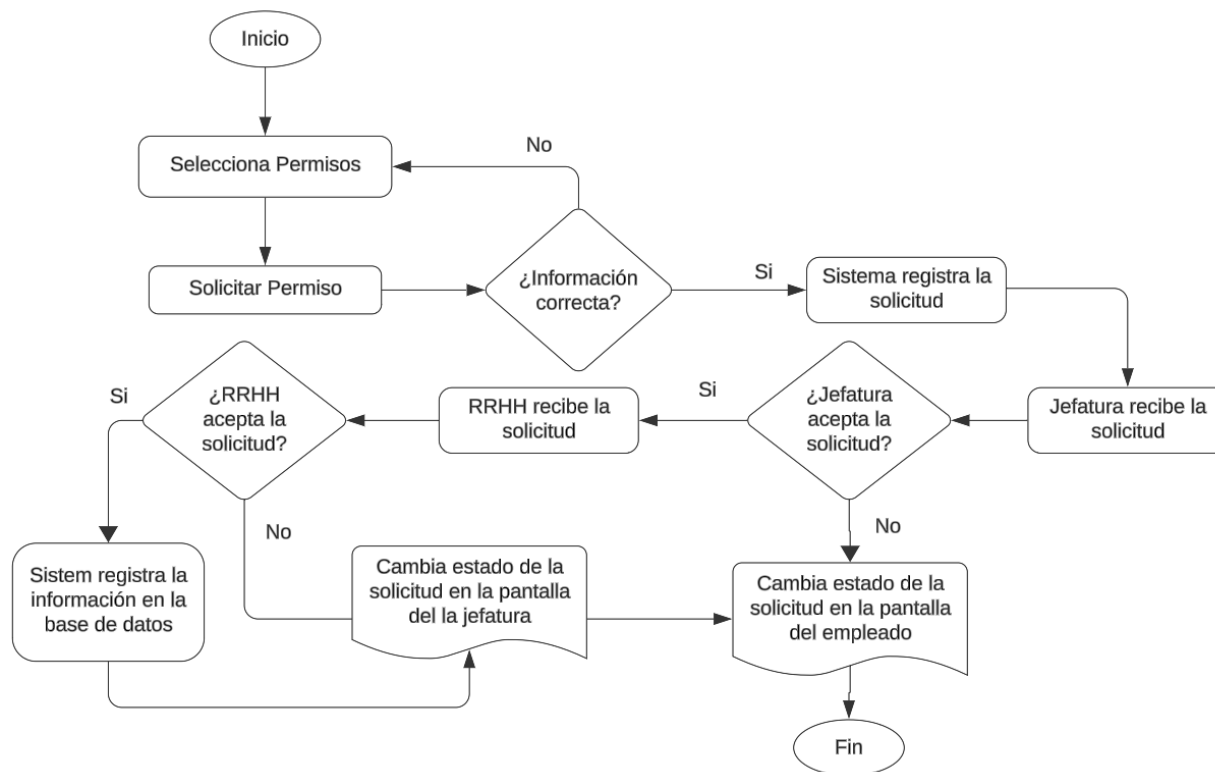 Inicio
Selecciona Permisos
No
Solicitar Permiso
¿Información
correcta?
Si
Sistema registra la
solicitud
Jefatura recibe la
solicitud
¿Jefatura
acepta la
solicitud?
Si
RRHH recibe la
solicitud
¿RRHH
acepta la
solicitud?
Si
No
No
Sistem registra la
información en la
base de datos
Cambia estado de la
solicitud en la pantalla
del la jefatura
Cambia estado de la
solicitud en la pantalla
del empleado
Fin